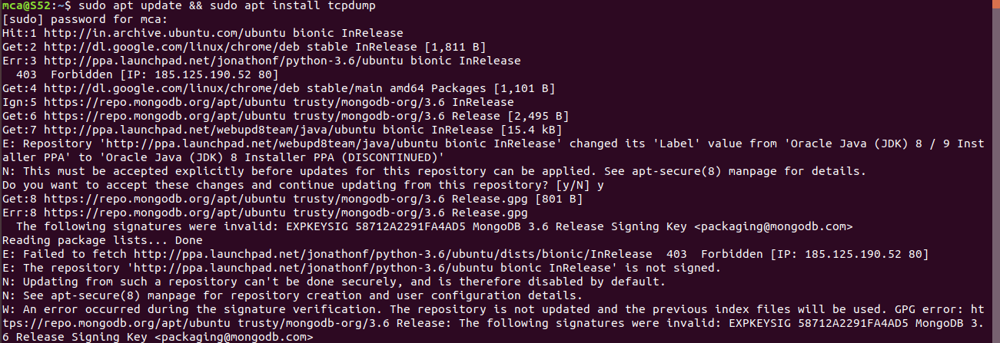 mca@S52:~$ sudo apt update && sudo apt install tcpdump
[sudo] password for mca:
Hit:1 http://in.archive.ubuntu.com/ubuntu bionic InRelease
Get:2 http://dl.google.com/linux/chrome/deb stable InRelease [1,811 B]
Err:3 http://ppa.launchpad.net/jonathonf/python-3.6/ubuntu bionic InRelease
  403  Forbidden [IP: 185.125.190.52 80]
Get:4 http://dl.google.com/linux/chrome/deb stable/main amd64 Packages [1,101 B]
Ign:5 https://repo.mongodb.org/apt/ubuntu trusty/mongodb-org/3.6 InRelease
Get:6 https://repo.mongodb.org/apt/ubuntu trusty/mongodb-org/3.6 Release [2,495 B]
Get:7 http://ppa.launchpad.net/webupd8team/java/ubuntu bionic InRelease [15.4 kB]
E: Repository 'http://ppa.launchpad.net/webupd8team/java/ubuntu bionic InRelease' changed its 'Label' value from 'Oracle Java (JDK) 8 / 9 Inst
aller PPA' to 'Oracle Java (JDK) 8 Installer PPA (DISCONTINUED)'
N: This must be accepted explicitly before updates for this repository can be applied. See apt-secure(8) manpage for details.
Do you want to accept these changes and continue updating from this repository? [y/N] y
Get:8 https://repo.mongodb.org/apt/ubuntu trusty/mongodb-org/3.6 Release.gpg [801 B]
Err:8 https://repo.mongodb.org/apt/ubuntu trusty/mongodb-org/3.6 Release.gpg
  The following signatures were invalid: EXPKEYSIG 58712A2291FA4AD5 MongoDB 3.6 Release Signing Key <packaging@mongodb.com>
Reading package lists... Done
E: Failed to fetch http://ppa.launchpad.net/jonathonf/python-3.6/ubuntu/dists/bionic/InRelease  403  Forbidden [IP: 185.125.190.52 80]
E: The repository 'http://ppa.launchpad.net/jonathonf/python-3.6/ubuntu bionic InRelease' is not signed.
N: Updating from such a repository can't be done securely, and is therefore disabled by default.
N: See apt-secure(8) manpage for repository creation and user configuration details.
W: An error occurred during the signature verification. The repository is not updated and the previous index files will be used. GPG error: ht
tps://repo.mongodb.org/apt/ubuntu trusty/mongodb-org/3.6 Release: The following signatures were invalid: EXPKEYSIG 58712A2291FA4AD5 MongoDB 3.
6 Release Signing Key <packaging@mongodb.com>